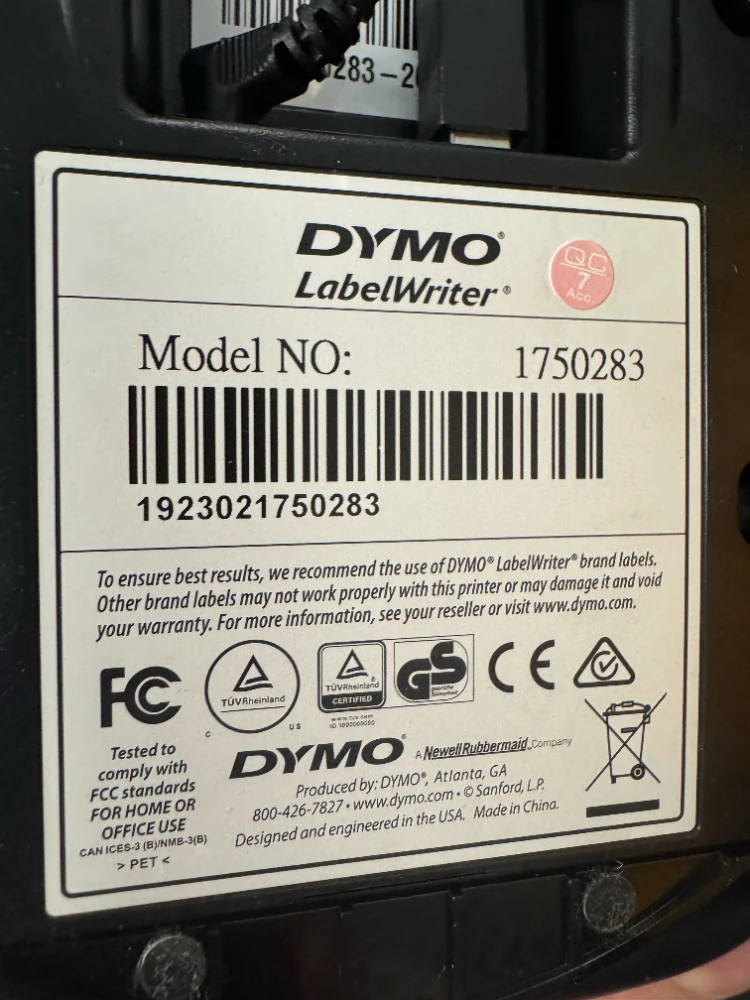 283-2
DYMO®
LabelWriter®
QC
7
Acc.
Model NO: 1750283
1923021750283
To ensure best results, we recommend the use of DYMO® LabelWriter® brand labels.
Other brand labels may not work properly with this printer or may damage it and void
your warranty. For more information, see your reseller or visit www.dymo.com.
FC
TÜVRheinland
C US
TÜVRheinland®
CERTIFIED
www.tuv.com
GS
geprüfte
Sicherheit
CE
Tested to
comply with
FCC standards
FOR HOME OR
OFFICE USE
CAN ICES-3 (B)/NMB-3(B)
> PET <
DYMO® A NewellRubbermaid Company
Produced by: DYMO®, Atlanta, GA
800-426-7827 • www.dymo.com • © Sanford, L.P.
Designed and engineered in the USA. Made in China.